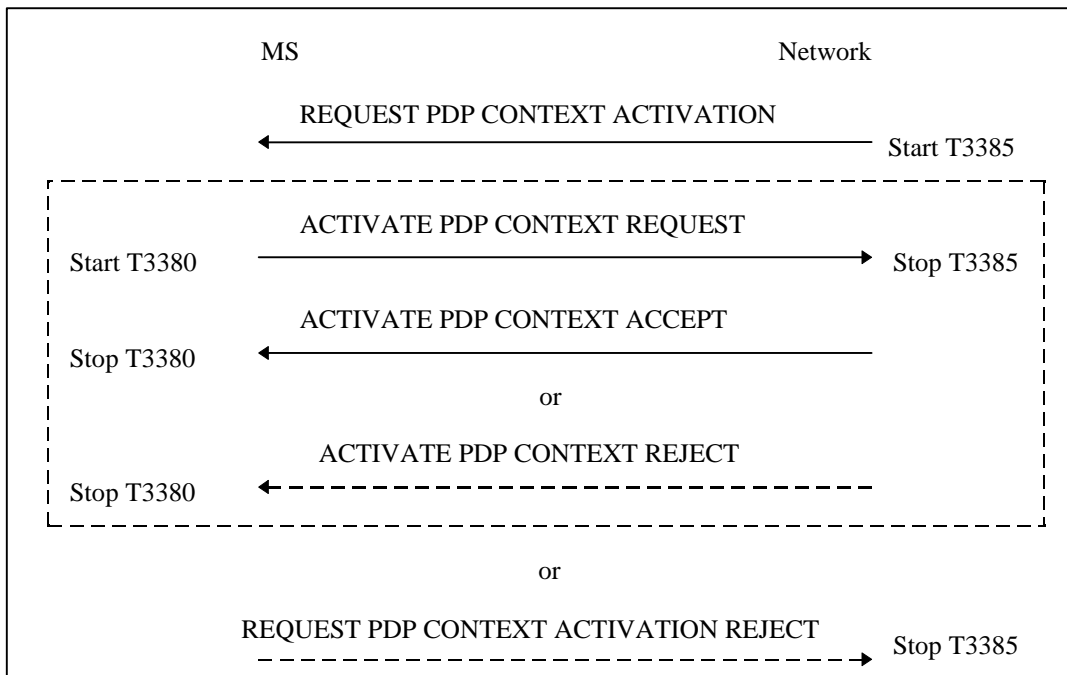 MS Network
REQUEST PDP CONTEXT ACTIVATION
Start T3385
ACTIVATE PDP CONTEXT REQUEST
Start T3380 Stop T3385
ACTIVATE PDP CONTEXT ACCEPT
Stop T3380
or
ACTIVATE PDP CONTEXT REJECT
Stop T3380
or
REQUEST PDP CONTEXT ACTIVATION REJECT
Stop T3385